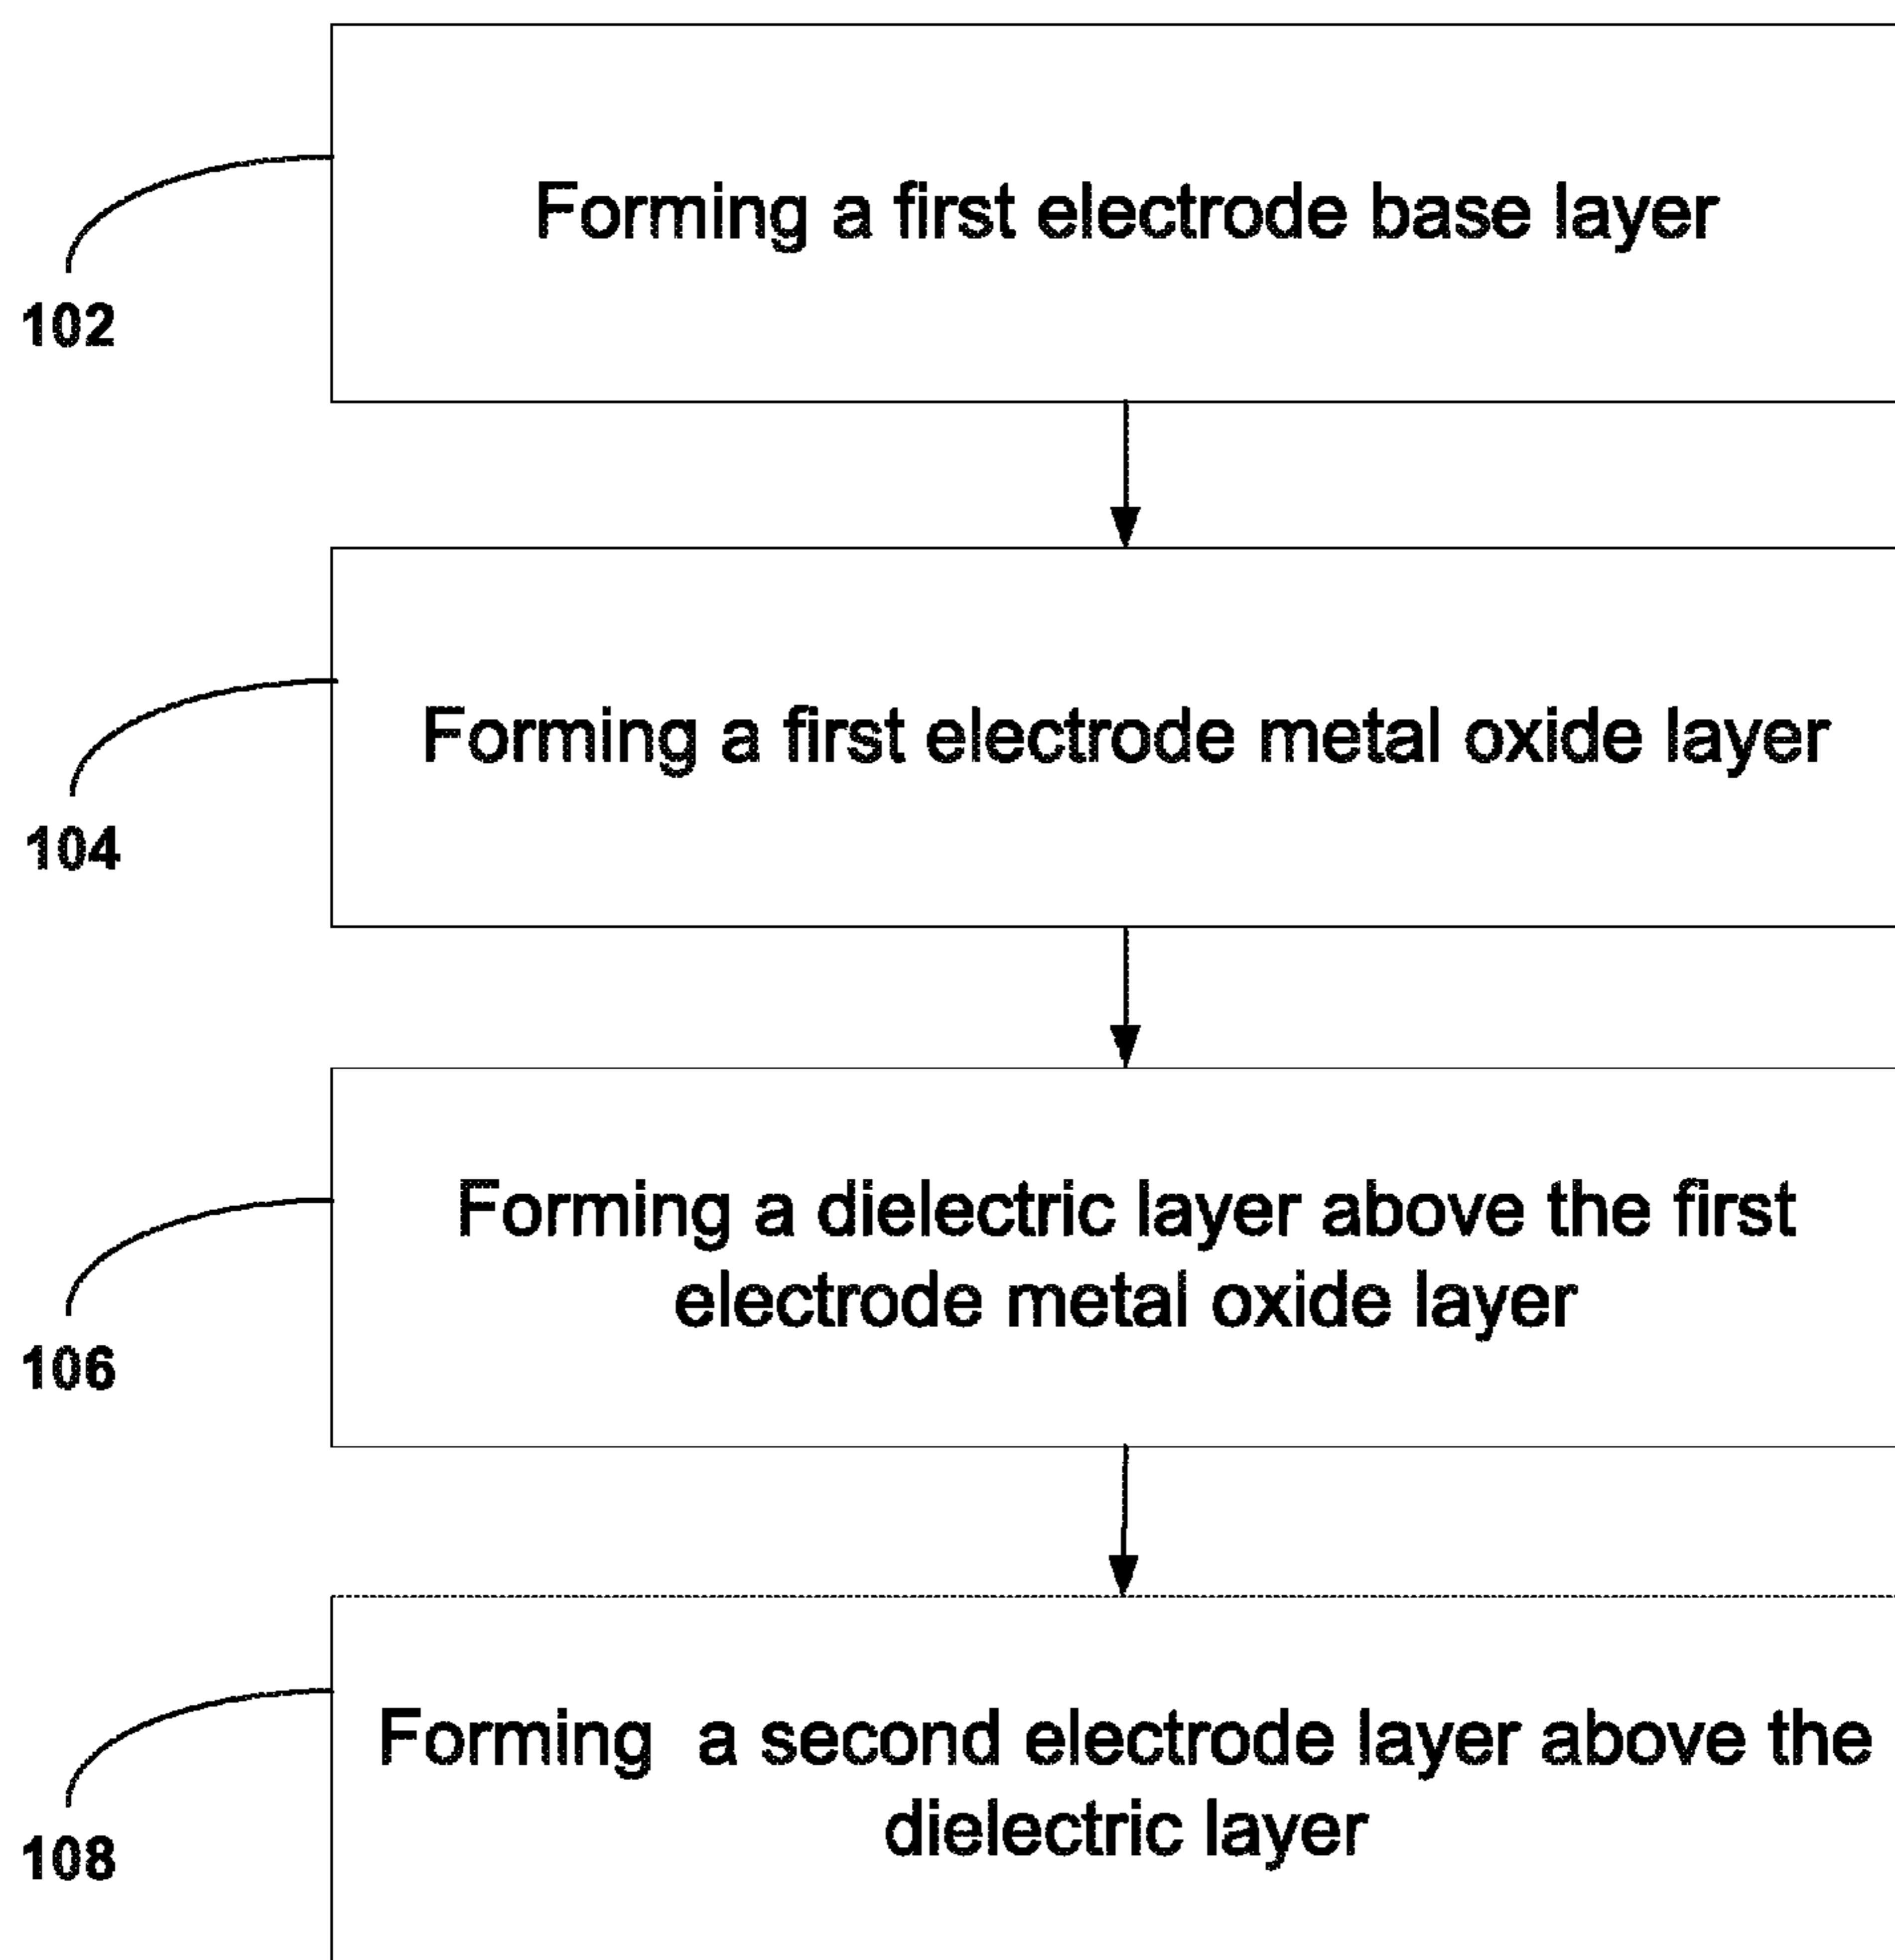 Forming a first electrode base layer
102
Forming a first electrode metal oxide layer
104
Forming a dielectric layer above the first
electrode metal oxide layer
106
Forming  a second electrode layer above the
dielectric layer
108